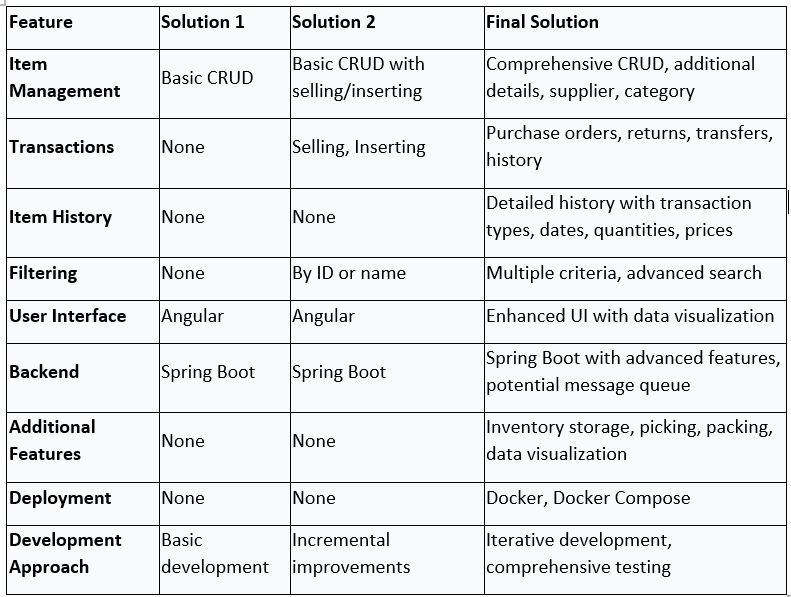 Feature Solution 1 Solution 2 Final Solution
Item Management Basic CRUD Basic CRUD with selling/inserting Comprehensive CRUD, additional details, supplier, category
Transactions None Selling, Inserting Purchase orders, returns, transfers, history
Item History None None Detailed history with transaction types, dates, quantities, prices
Filtering None By ID or name Multiple criteria, advanced search
User Interface Angular Angular Enhanced UI with data visualization
Backend Spring Boot Spring Boot Spring Boot with advanced features, potential message queue
Additional Features None None Inventory storage, picking, packing, data visualization
Deployment None None Docker, Docker Compose
Development Approach Basic development Incremental improvements Iterative development, comprehensive testing